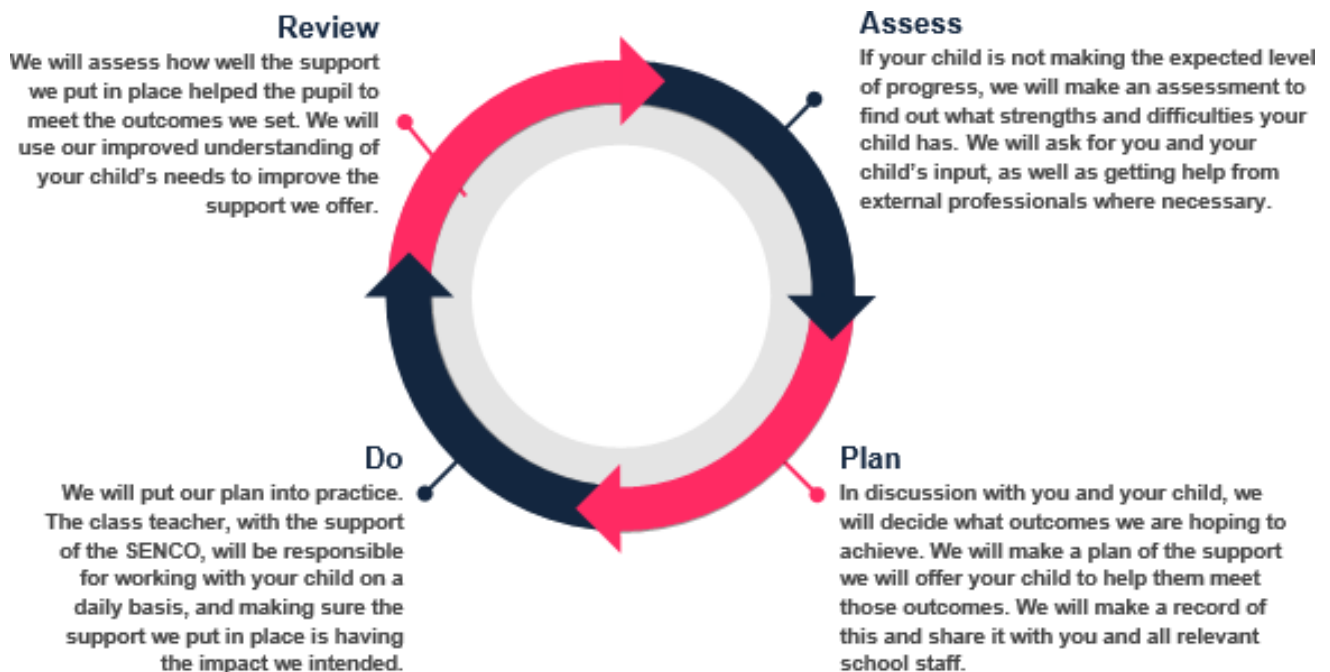 Review
We will assess how well the support
we put in place helped the pupil to
meet the outcomes we set. We will
use our improved understanding of
your child's needs to improve the
support we offer.
Assess
If your child is not making the expected level
of progress, we will make an assessment to
find out what strengths and difficulties your
child has. We will ask for you and your
child's input, as well as getting help from
external professionals where necessary.
Do
We will put our plan into practice.
The class teacher, with the support
of the SENCO, will be responsible
for working with your child on a
daily basis, and making sure the
support we put in place is having
the impact we intended.
Plan
In discussion with you and your child, we
will decide what outcomes we are hoping to
achieve. We will make a plan of the support
we will offer your child to help them meet
those outcomes. We will make a record of
this and share it with you and all relevant
school staff.